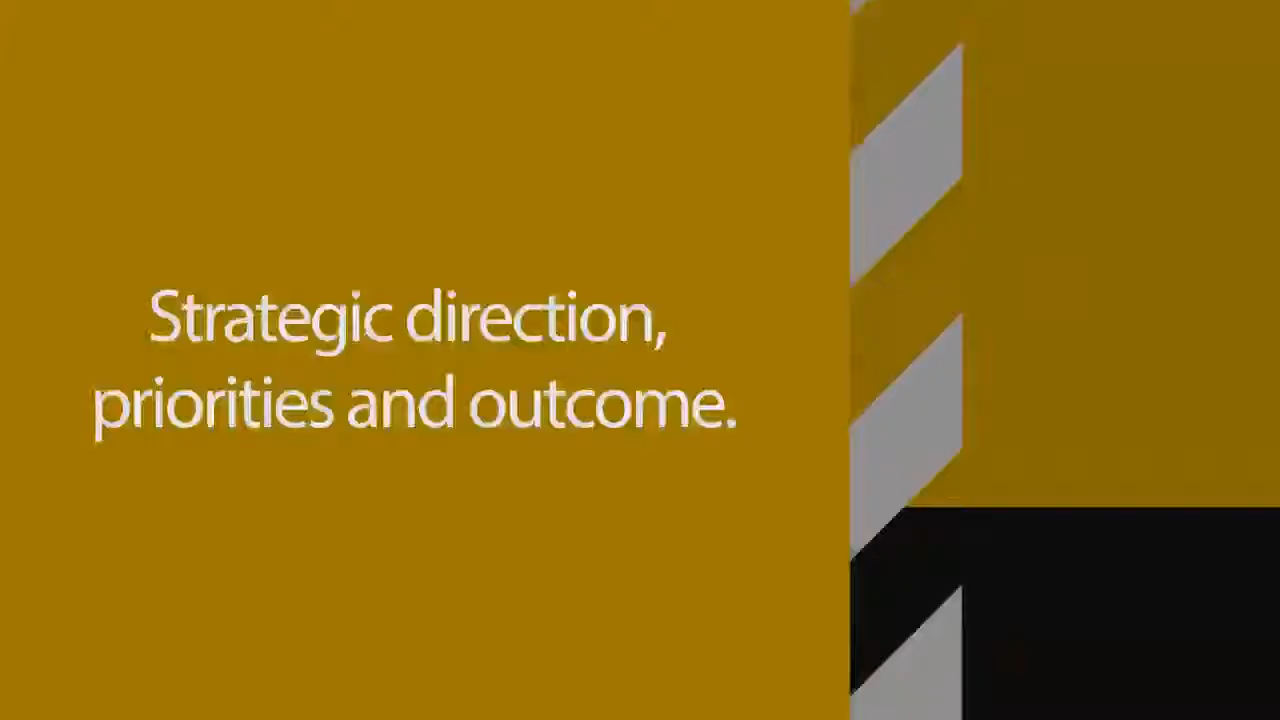 Strategic direction,
priorities and outcome.